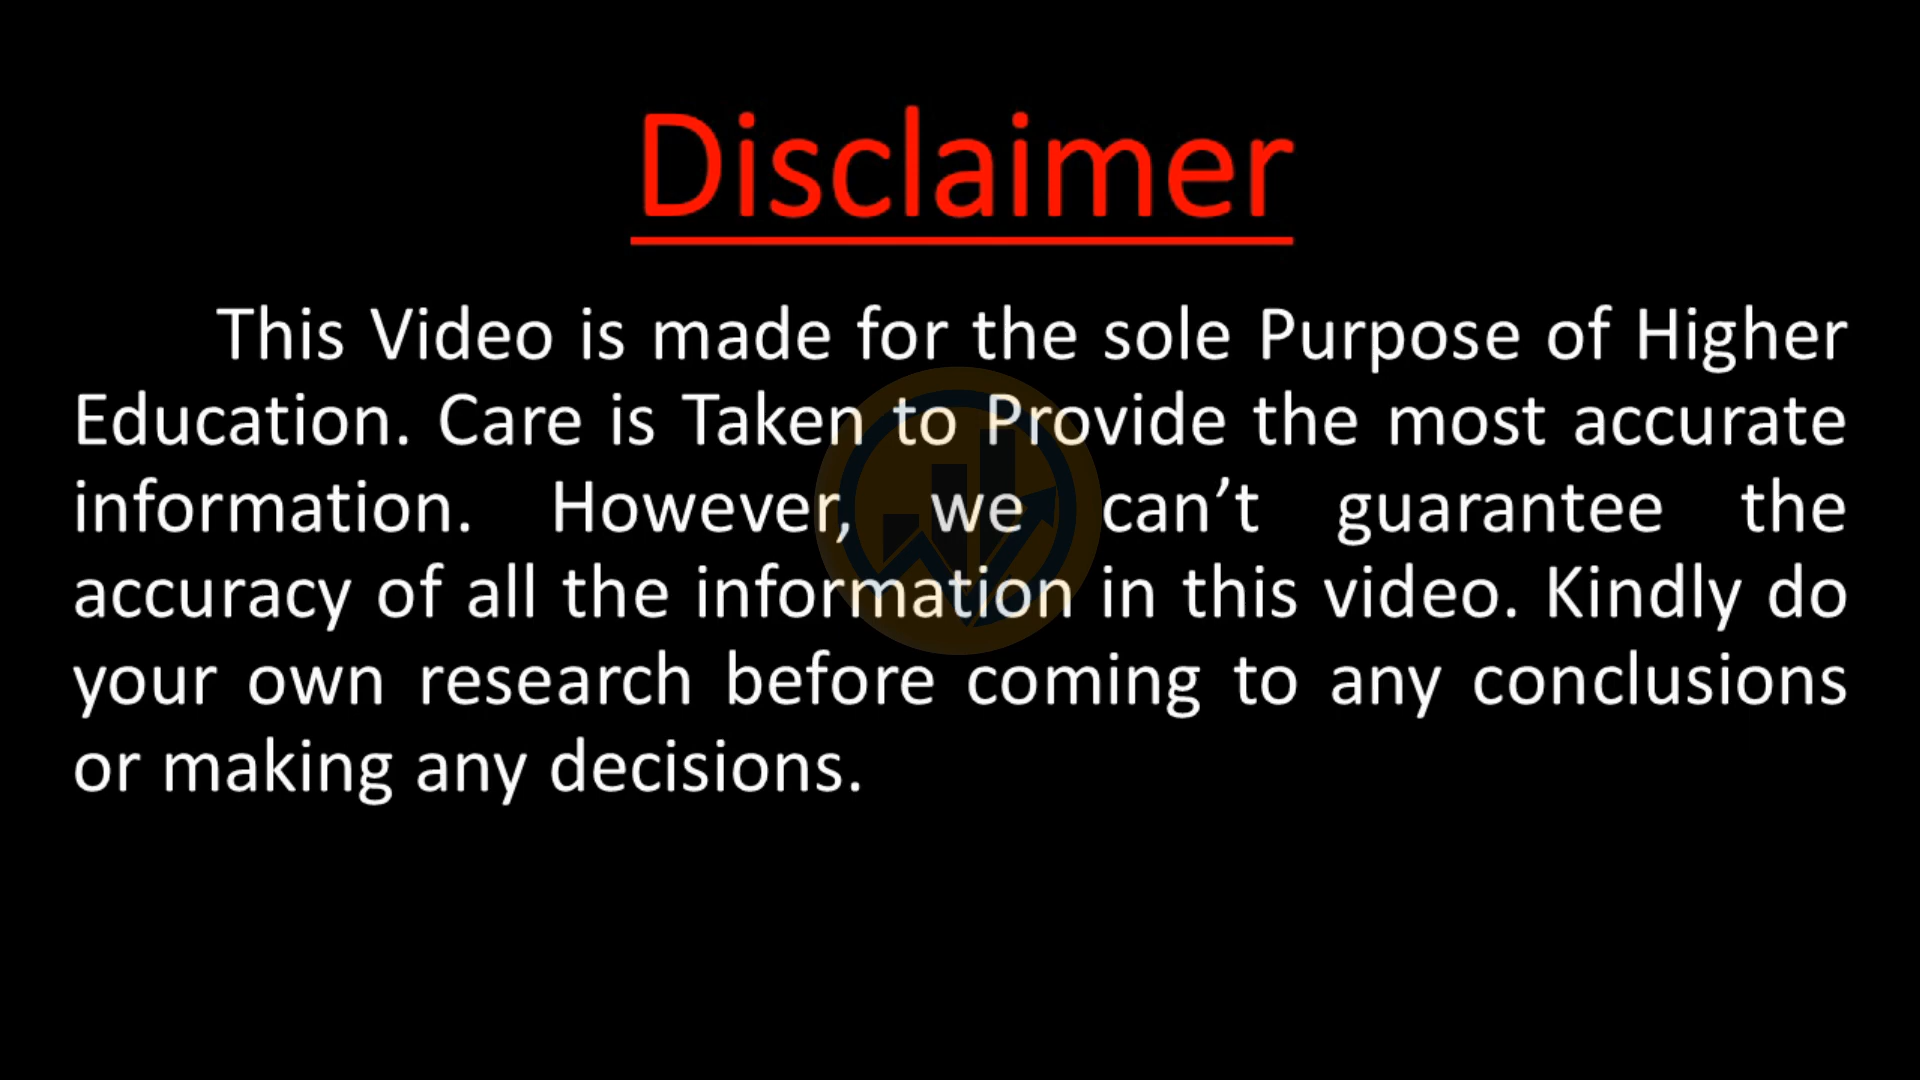 Disclaimer
This Video is made for the sole Purpose of Higher
Education. Care is Taken to Provide the most accurate
information. However, we can’t guarantee the
accuracy of all the information in this video. Kindly do
your own research before coming to any conclusions
or making any decisions.